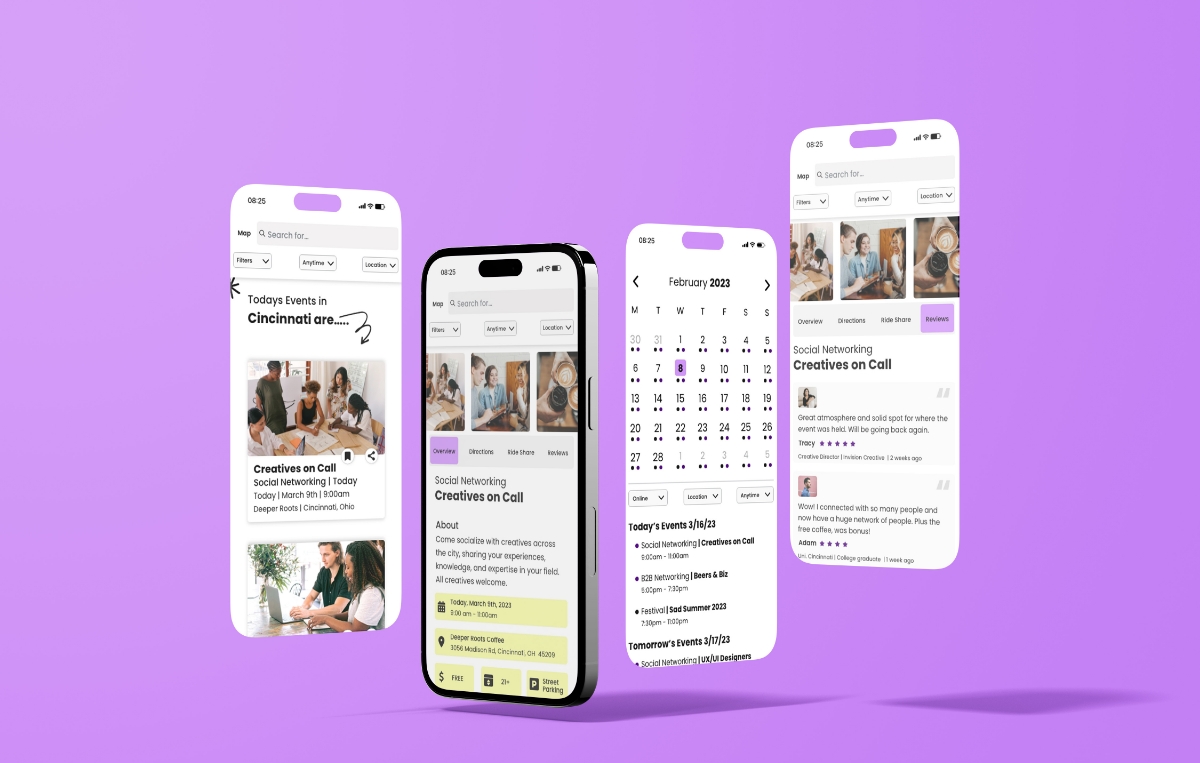 08:25
Map
Search for...
Filters
Anytime
Location
Todays Events in
Cincinnati are.....
Creatives on Call
Social Networking | Today
Today | March 9th | 9:00am
Deeper Roots | Cincinnati, Ohio
08:25
Map
Search for...
Filters
Anytime
Location
Overview
Directions
Ride Share
Reviews
Social Networking
Creatives on Call
About
Come socialize with creatives across
the city, sharing your experiences,
knowledge, and expertise in your field.
All creatives welcome.
Today, March 9th, 2023
9:00 am - 11:00am
Deeper Roots Coffee
3056 Madison Rd, Cincinnati, OH 45209
$ FREE
21+
P Street
Parking
08:25
February 2023
M T W T F S S
30 31 1 2 3 4 5
6 7 8 9 10 11 12
13 14 15 16 17 18 19
20 21 22 23 24 25 26
27 28 1 2 3 4 5
Online
Location
Anytime
Today's Events 3/16/23
Social Networking | Creatives on Call
9:00am - 11:00am
B2B Networking | Beers & Biz
5:00pm - 7:30pm
Festival | Sad Summer 2023
7:30pm - 11:00pm
Tomorrow's Events 3/17/23
Social Networking | UX/UI Designers
08:25
Map
Search for...
Filters
Anytime
Location
Overview
Directions
Ride Share
Reviews
Social Networking
Creatives on Call
Great atmosphere and solid spot for where the
event was held. Will be going back again.
Tracy
Creative Director | Invision Creative | 2 weeks ago
Wow! I connected with so many people and
now have a huge network of people. Plus the
free coffee, was bonus!
Adam
Uni. Cincinnati | College graduate | 1 week ago